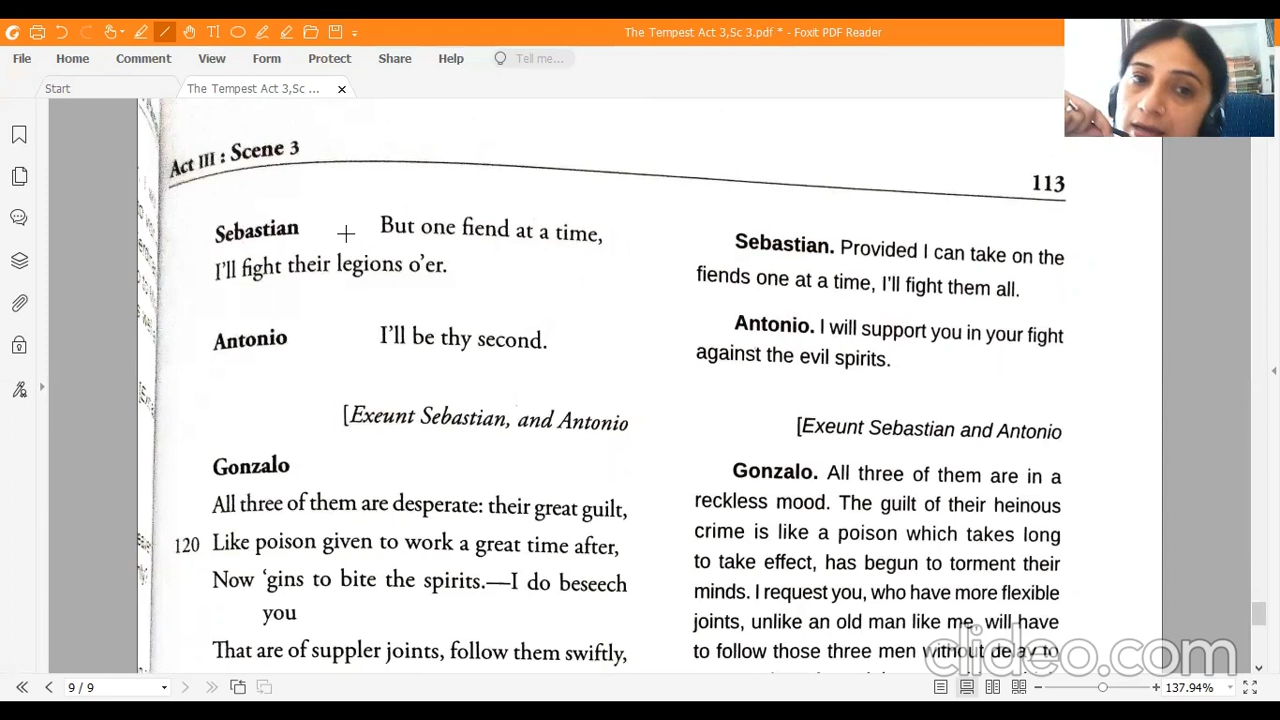 The Tempest Act 3,Sc 3.pdf * - Foxit PDF Reader
File Home Comment View Form Protect Share Help Tell me...
Start The Tempest Act 3,Sc ...
Act III : Scene 3
113
Sebastian But one fiend at a time,
I'll fight their legions o'er.
Antonio I'll be thy second.
[Exeunt Sebastian, and Antonio
Gonzalo
All three of them are desperate: their great guilt,
120 Like poison given to work a great time after,
Now 'gins to bite the spirits.—I do beseech
you
That are of suppler joints, follow them swiftly,
Sebastian. Provided I can take on the
fiends one at a time, I'll fight them all.
Antonio. I will support you in your fight
against the evil spirits.
[Exeunt Sebastian and Antonio
Gonzalo. All three of them are in a
reckless mood. The guilt of their heinous
crime is like a poison which takes long
to take effect, has begun to torment their
minds. I request you, who have more flexible
joints, unlike an old man like me, will have
to follow those three men without delay to
clideo.com
9 / 9
137.94%